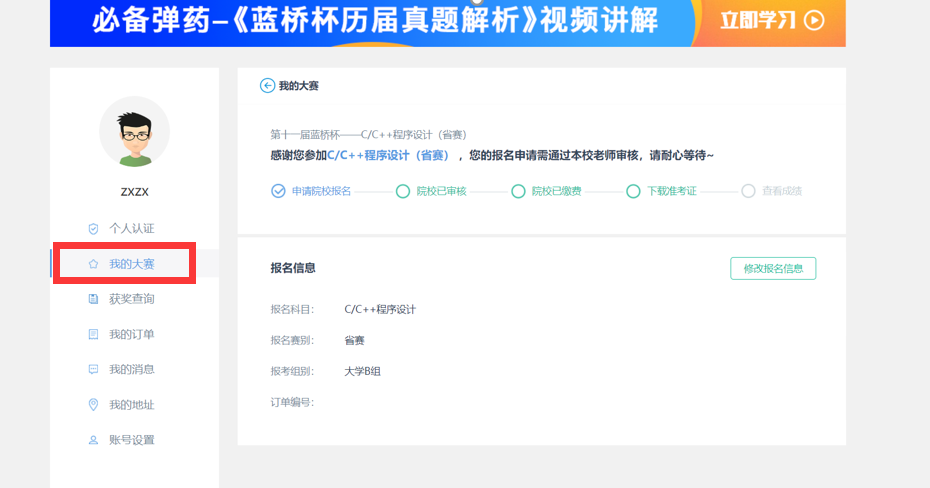 必备弹药-《蓝桥杯历届真题解析》视频讲解
立即学习
ZXZX
个人认证
我的大赛
获奖查询
我的订单
我的消息
我的地址
账号设置
我的大赛
第十一届蓝桥杯——C/C++程序设计（省赛）
感谢您参加C/C++程序设计（省赛），您的报名申请需通过本校老师审核，请耐心等待~
申请院校报名 院校已审核 院校已缴费 下载准考证 查看成绩
报名信息
修改报名信息
报名科目： C/C++程序设计
报名赛别： 省赛
报考组别： 大学B组
订单编号：